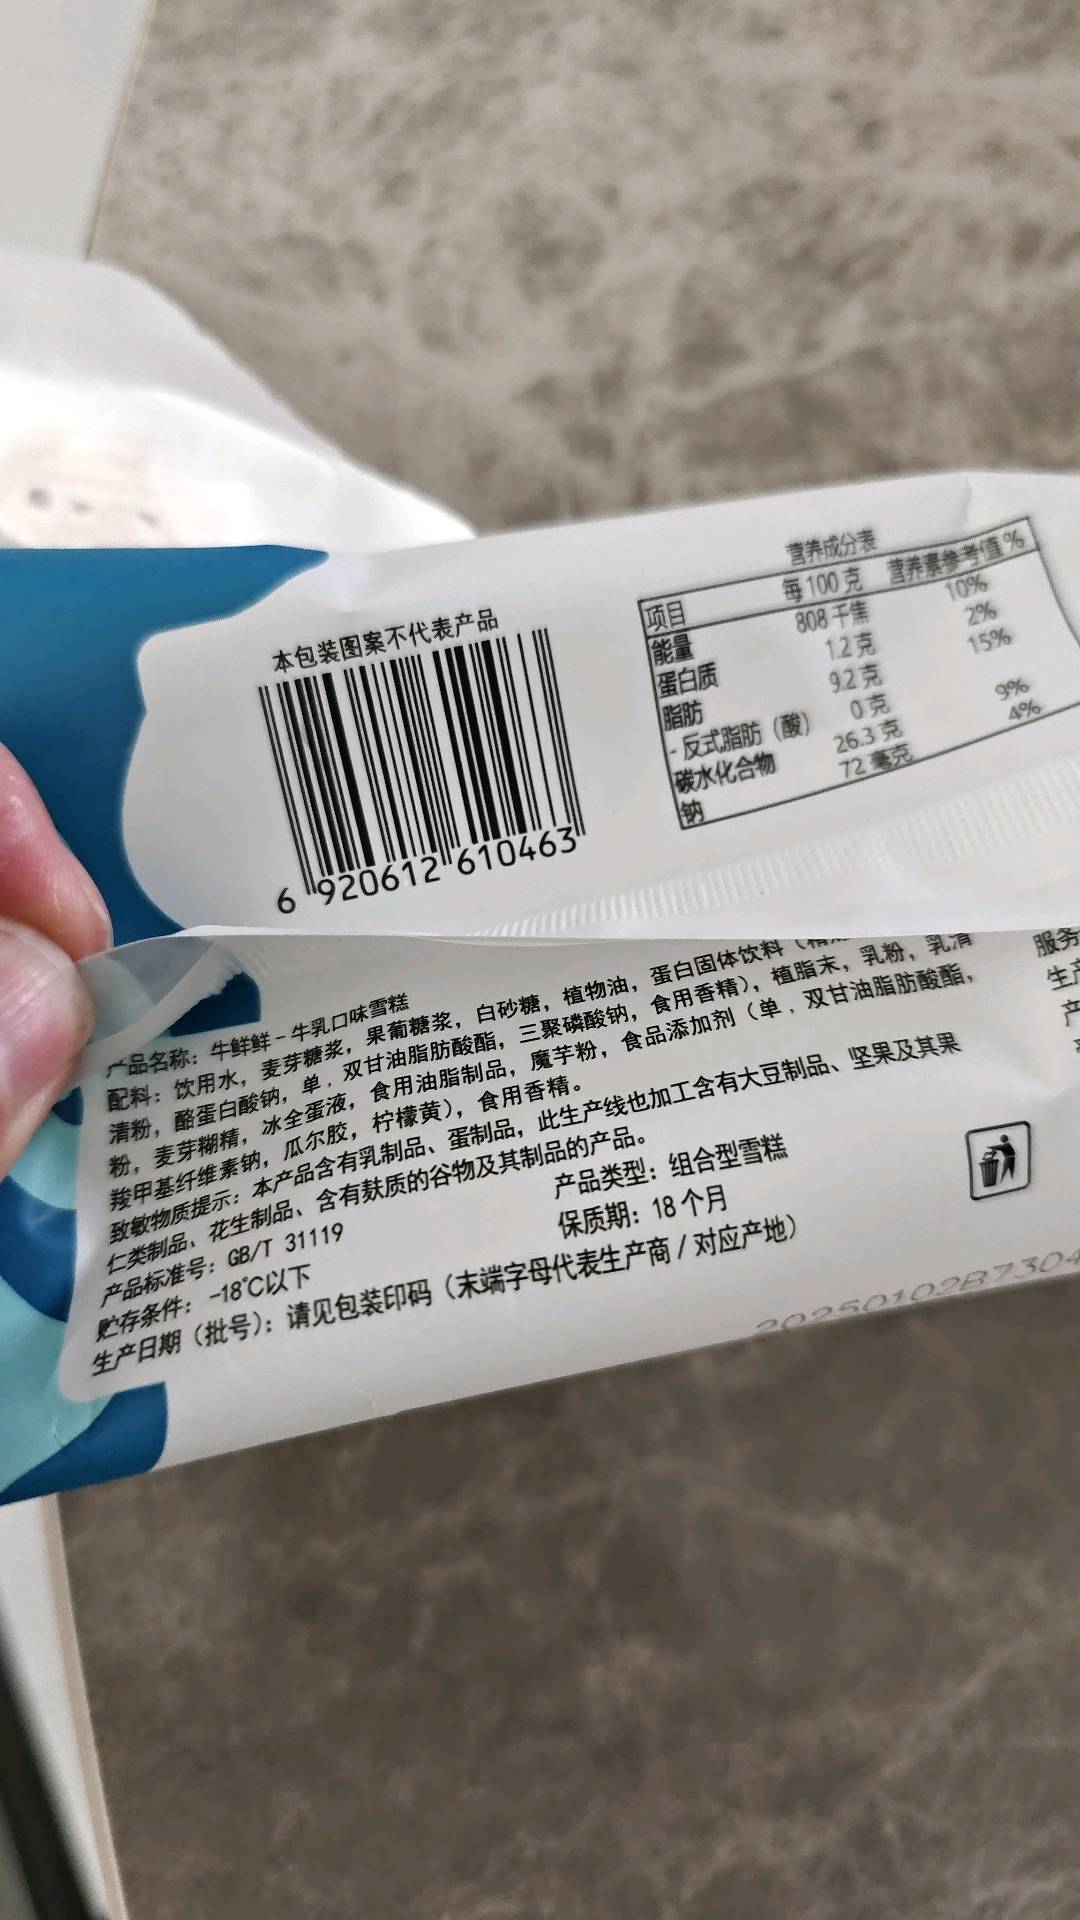 本包装图案不代表产品
6 920612 610463
营养成分表
项目 每100克 营养素参考值%
能量 808千焦 10%
蛋白质 1.2克 2%
脂肪 9.2克 15%
-反式脂肪(酸) 0克
碳水化合物 26.3克 9%
钠 72毫克 4%
产品名称：牛鲜鲜-牛乳口味雪糕
配料：饮用水，麦芽糖浆，果葡糖浆，白砂糖，植物油，蛋白固体饮料（
清粉，酪蛋白酸钠，单，双甘油脂肪酸酯，三聚磷酸钠，食用香精），植脂末，乳粉，乳清
粉，麦芽糊精，冰全蛋液，食用油脂制品，魔芋粉，食品添加剂（单，双甘油脂肪酸酯，
羧甲基纤维素钠，瓜尔胶，柠檬黄），食用香精。
致敏物质提示：本产品含有乳制品、蛋制品，此生产线也加工含有大豆制品、坚果及其果
仁类制品、花生制品、含有麸质的谷物及其制品的产品。
产品标准号：GB/T 31119 产品类型：组合型雪糕
贮存条件：-18℃以下 保质期：18个月
生产日期（批号）：请见包装印码（末端字母代表生产商/对应产地）
服务
生产
产
20250102B7304